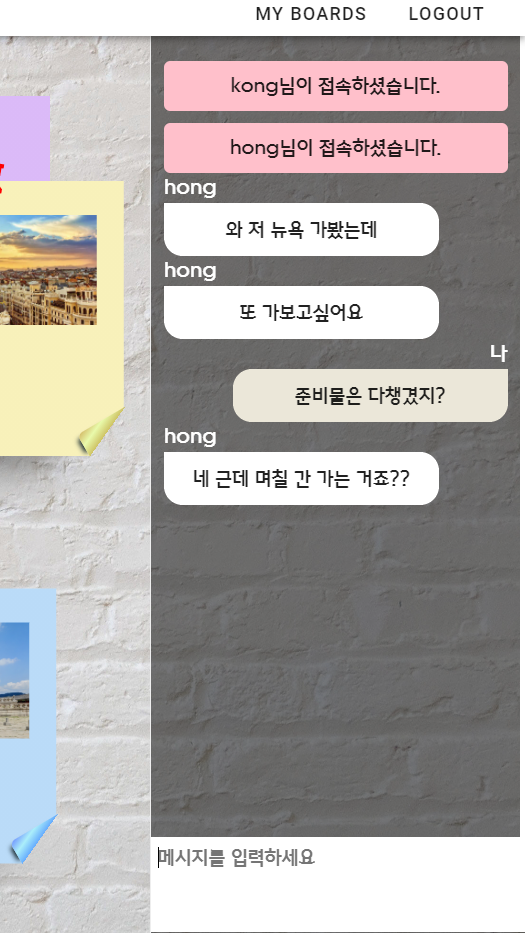 MY BOARDS LOGOUT
kong님이 접속하셨습니다.
hong님이 접속하셨습니다.
hong
와 저 뉴욕 가봤는데
hong
또 가보고싶어요
나
준비물은 다챙겼지?
hong
네 근데 며칠 간 가는 거죠??
메시지를 입력하세요